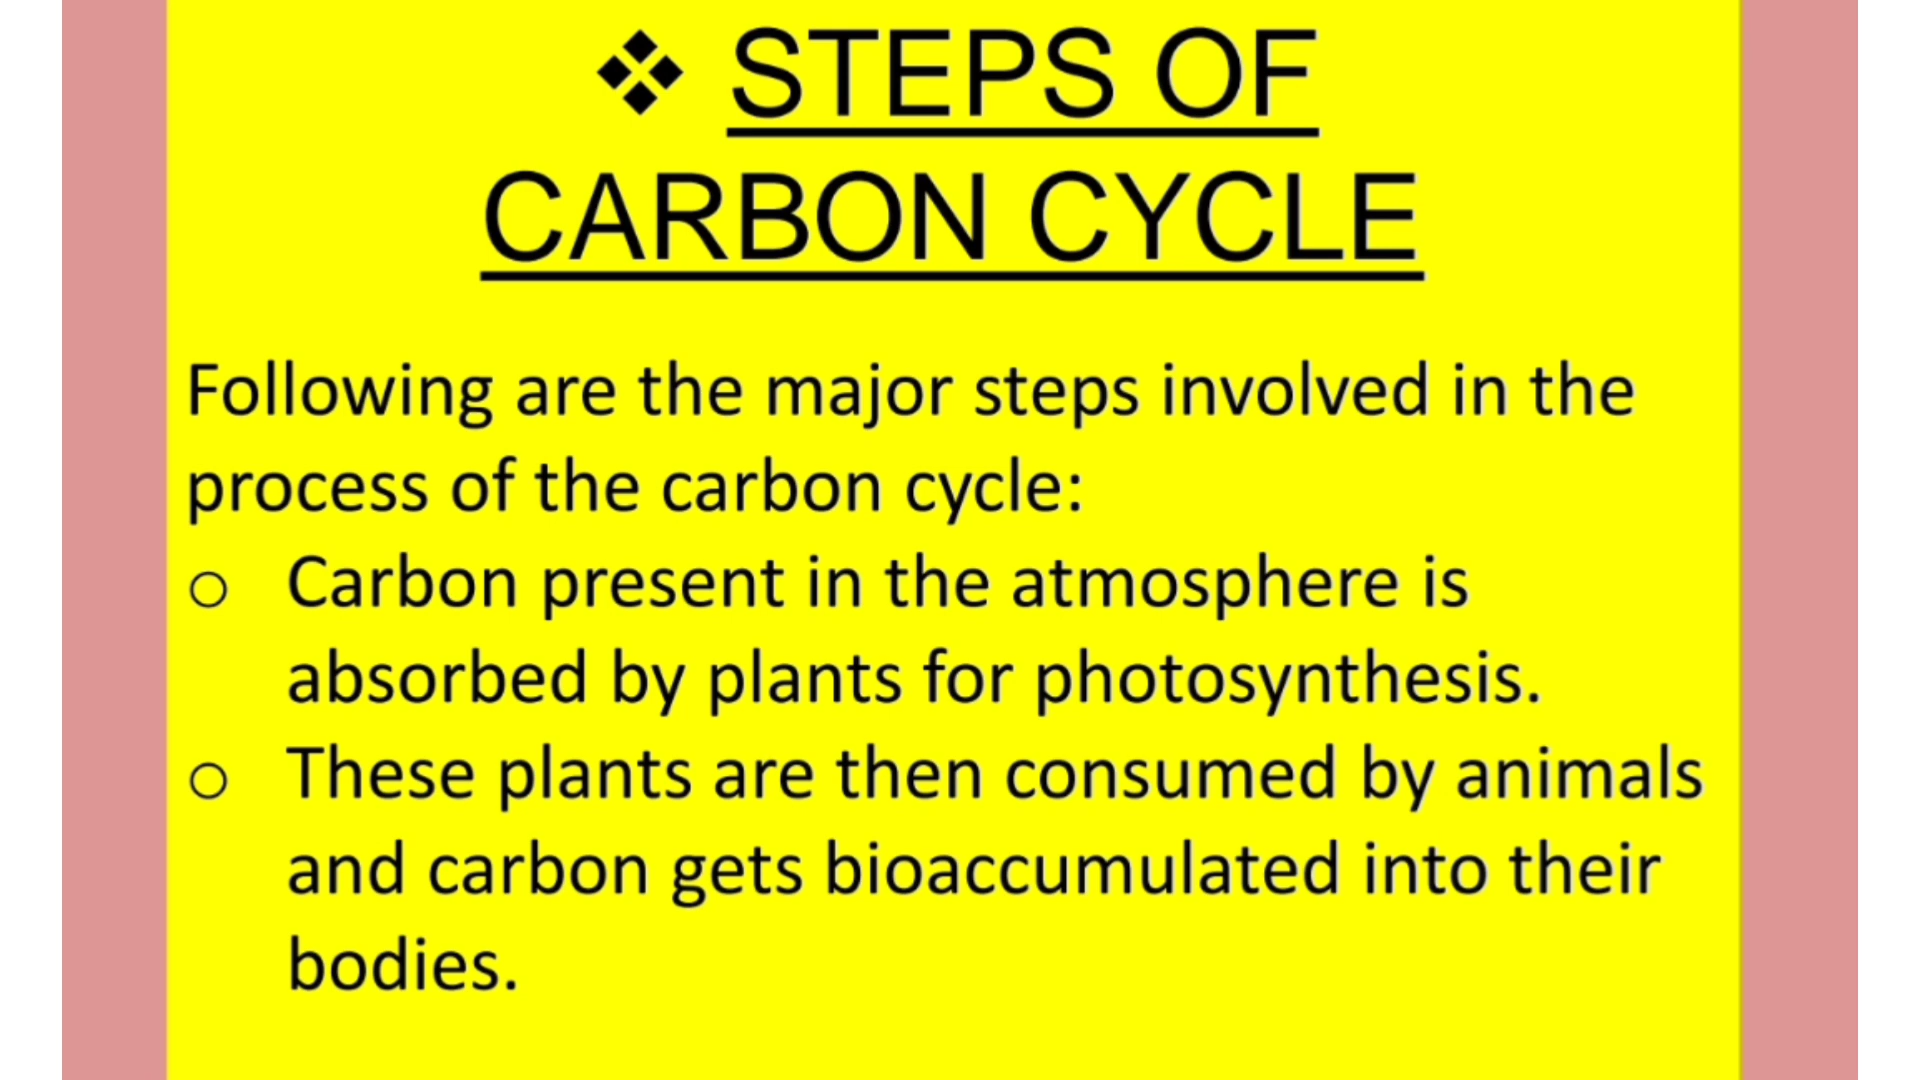 ❖ STEPS OF
CARBON CYCLE
Following are the major steps involved in the
process of the carbon cycle:
o Carbon present in the atmosphere is
absorbed by plants for photosynthesis.
o These plants are then consumed by animals
and carbon gets bioaccumulated into their
bodies.